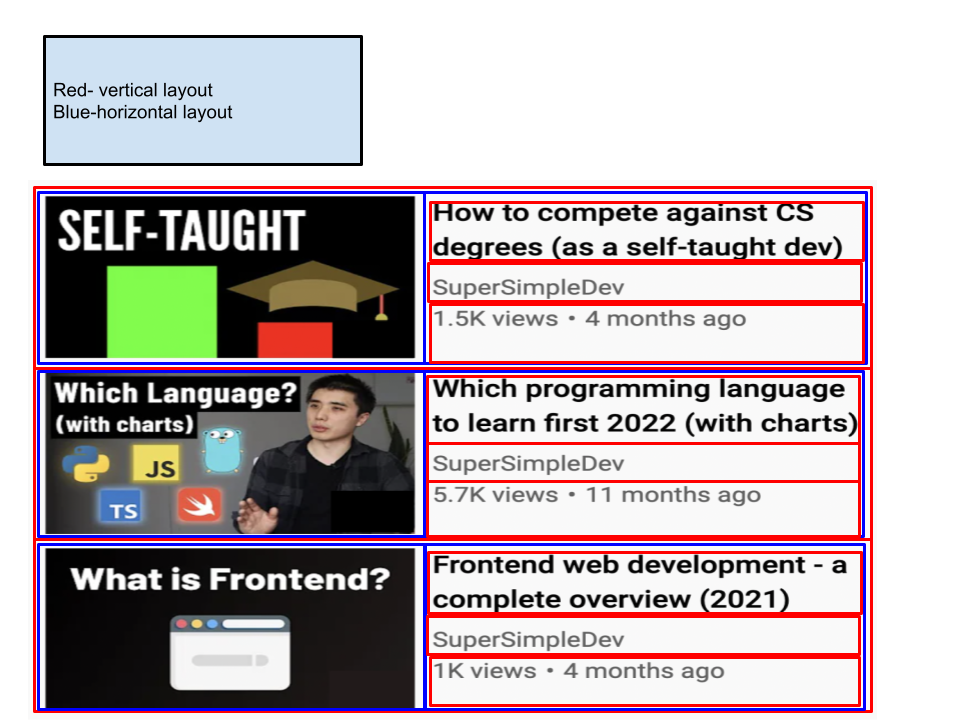 Red- vertical layout
Blue-horizontal layout
SELF-TAUGHT
How to compete against CS
degrees (as a self-taught dev)
SuperSimpleDev
1.5K views • 4 months ago
Which Language?
(with charts)
JS
TS
Which programming language
to learn first 2022 (with charts)
SuperSimpleDev
5.7K views • 11 months ago
What is Frontend?
Frontend web development - a
complete overview (2021)
SuperSimpleDev
1K views • 4 months ago